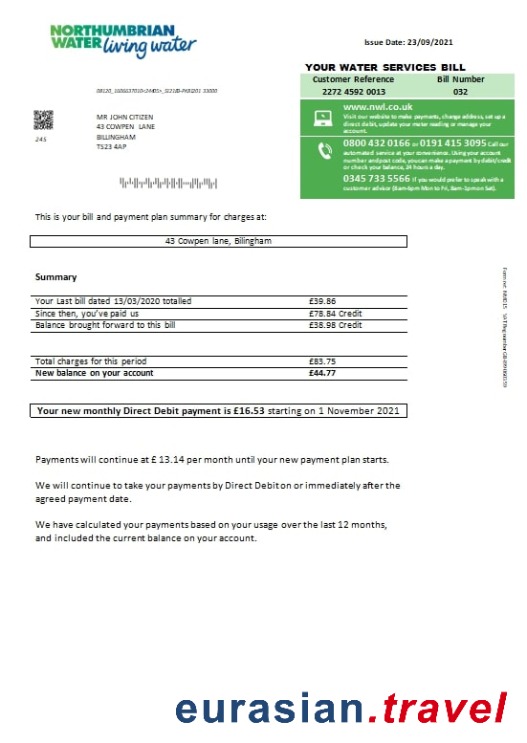 NORTHUMBRIAN
WATER living water
Issue Date: 23/09/2021
YOUR WATER SERVICES BILL
Customer Reference Bill Number
2272 4592 0013 032
www.nwl.co.uk
Visit our website to make payments, change address, set up a
direct debit, update your meter reading or manage your
account.
0800 432 0166 or 0191 415 3095 Call our
automated service at your convenience. Using your account
number and post code, you can make a payment by debit/credit
or check your balance, 24 hours a day.
0345 733 5566 If you would prefer to speak with a
customer advisor (8am-6pm Mon to Fri, 8am-1pm on Sat).
245
MR JOHN CITIZEN
43 COWPEN LANE
BILLINGHAM
TS23 4AP
This is your bill and payment plan summary for charges at:
43 Cowpen lane, Bilingham
Summary
Your Last bill dated 13/03/2020 totalled £39.86
Since then, you've paid us £78.84 Credit
Balance brought forward to this bill £38.98 Credit
Total charges for this period £83.75
New balance on your account £44.77
Your new monthly Direct Debit payment is £16.53 starting on 1 November 2021
Payments will continue at £ 13.14 per month until your new payment plan starts.
We will continue to take your payments by Direct Debit on or immediately after the
agreed payment date.
We have calculated your payments based on your usage over the last 12 months,
and included the current balance on your account.
eurasian.travel